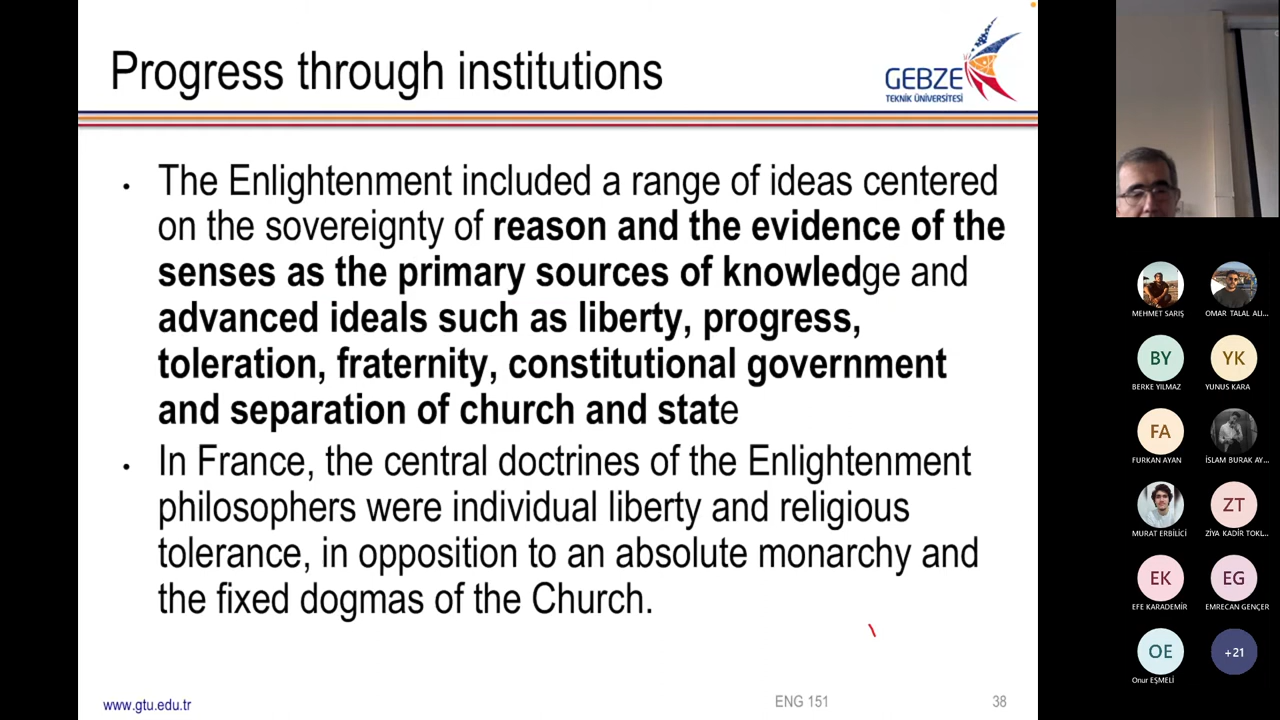 Progress through institutions
GEBZE
TEKNİK ÜNİVERSİTESİ
• The Enlightenment included a range of ideas centered
on the sovereignty of reason and the evidence of the
senses as the primary sources of knowledge and
advanced ideals such as liberty, progress,
toleration, fraternity, constitutional government
and separation of church and state
• In France, the central doctrines of the Enlightenment
philosophers were individual liberty and religious
tolerance, in opposition to an absolute monarchy and
the fixed dogmas of the Church.
www.gtu.edu.tr
ENG 151
38
MEHMET SARIŞ
OMAR TALAL ALI...
BY
YK
BERKE YILMAZ
YUNUS KARA
FA
FURKAN AYAN
İSLAM BURAK AY...
ZT
MURAT ERBİLİCİ
ZİYA KADİR TOKL...
EK
EG
EFE KARADEMİR
EMRECAN GENÇER
OE
+21
Onur EŞMELİ